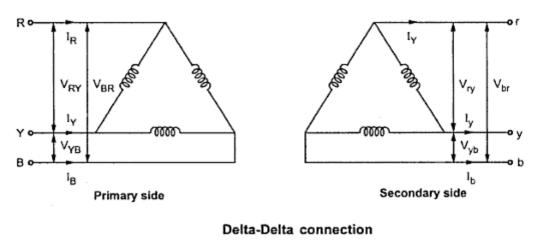 R I_R V_RY V_BR
Y I_Y V_YB
B I_B
Primary side
I_Y r V_ry V_br
I_y y V_yb
I_b b
Secondary side
Delta-Delta connection